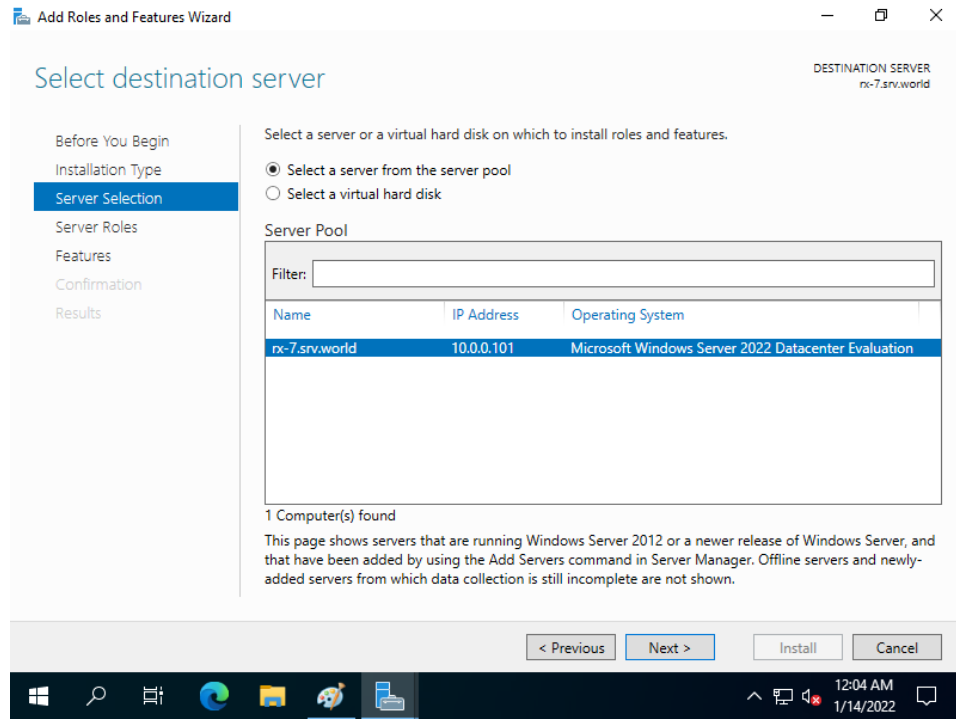 Add Roles and Features Wizard
Select destination server
DESTINATION SERVER
rx-7.srv.world
Before You Begin
Installation Type
Server Selection
Server Roles
Features
Confirmation
Results
Select a server or a virtual hard disk on which to install roles and features.
Select a server from the server pool
Select a virtual hard disk
Server Pool
Filter:
Name IP Address Operating System
rx-7.srv.world 10.0.0.101 Microsoft Windows Server 2022 Datacenter Evaluation
1 Computer(s) found
This page shows servers that are running Windows Server 2012 or a newer release of Windows Server, and
that have been added by using the Add Servers command in Server Manager. Offline servers and newly-
added servers from which data collection is still incomplete are not shown.
< Previous Next > Install Cancel
12:04 AM
1/14/2022